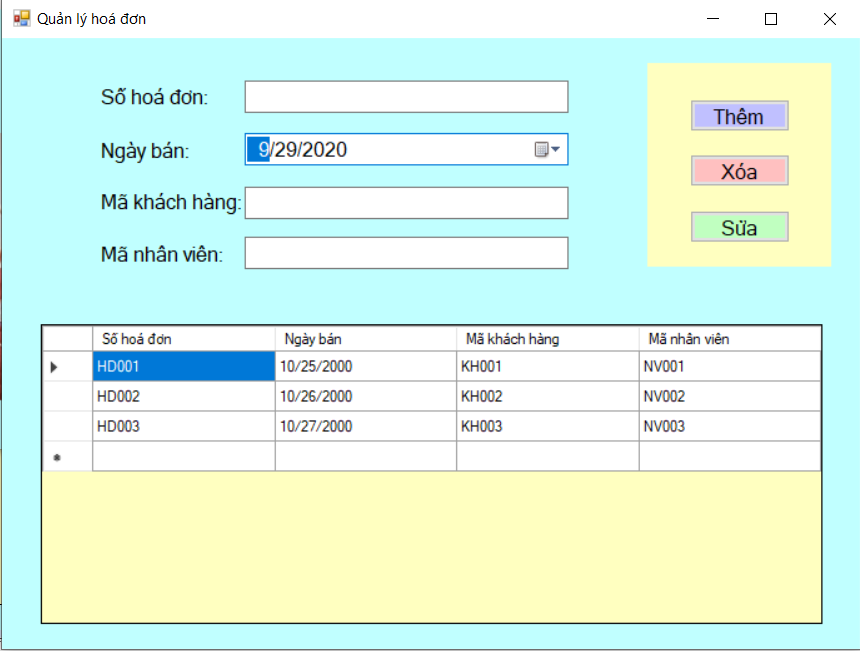 Quản lý hoá đơn
Số hoá đơn:
Ngày bán: 9/29/2020
Mã khách hàng:
Mã nhân viên:
Thêm
Xóa
Sửa
Số hoá đơn Ngày bán Mã khách hàng Mã nhân viên
HD001 10/25/2000 KH001 NV001
HD002 10/26/2000 KH002 NV002
HD003 10/27/2000 KH003 NV003